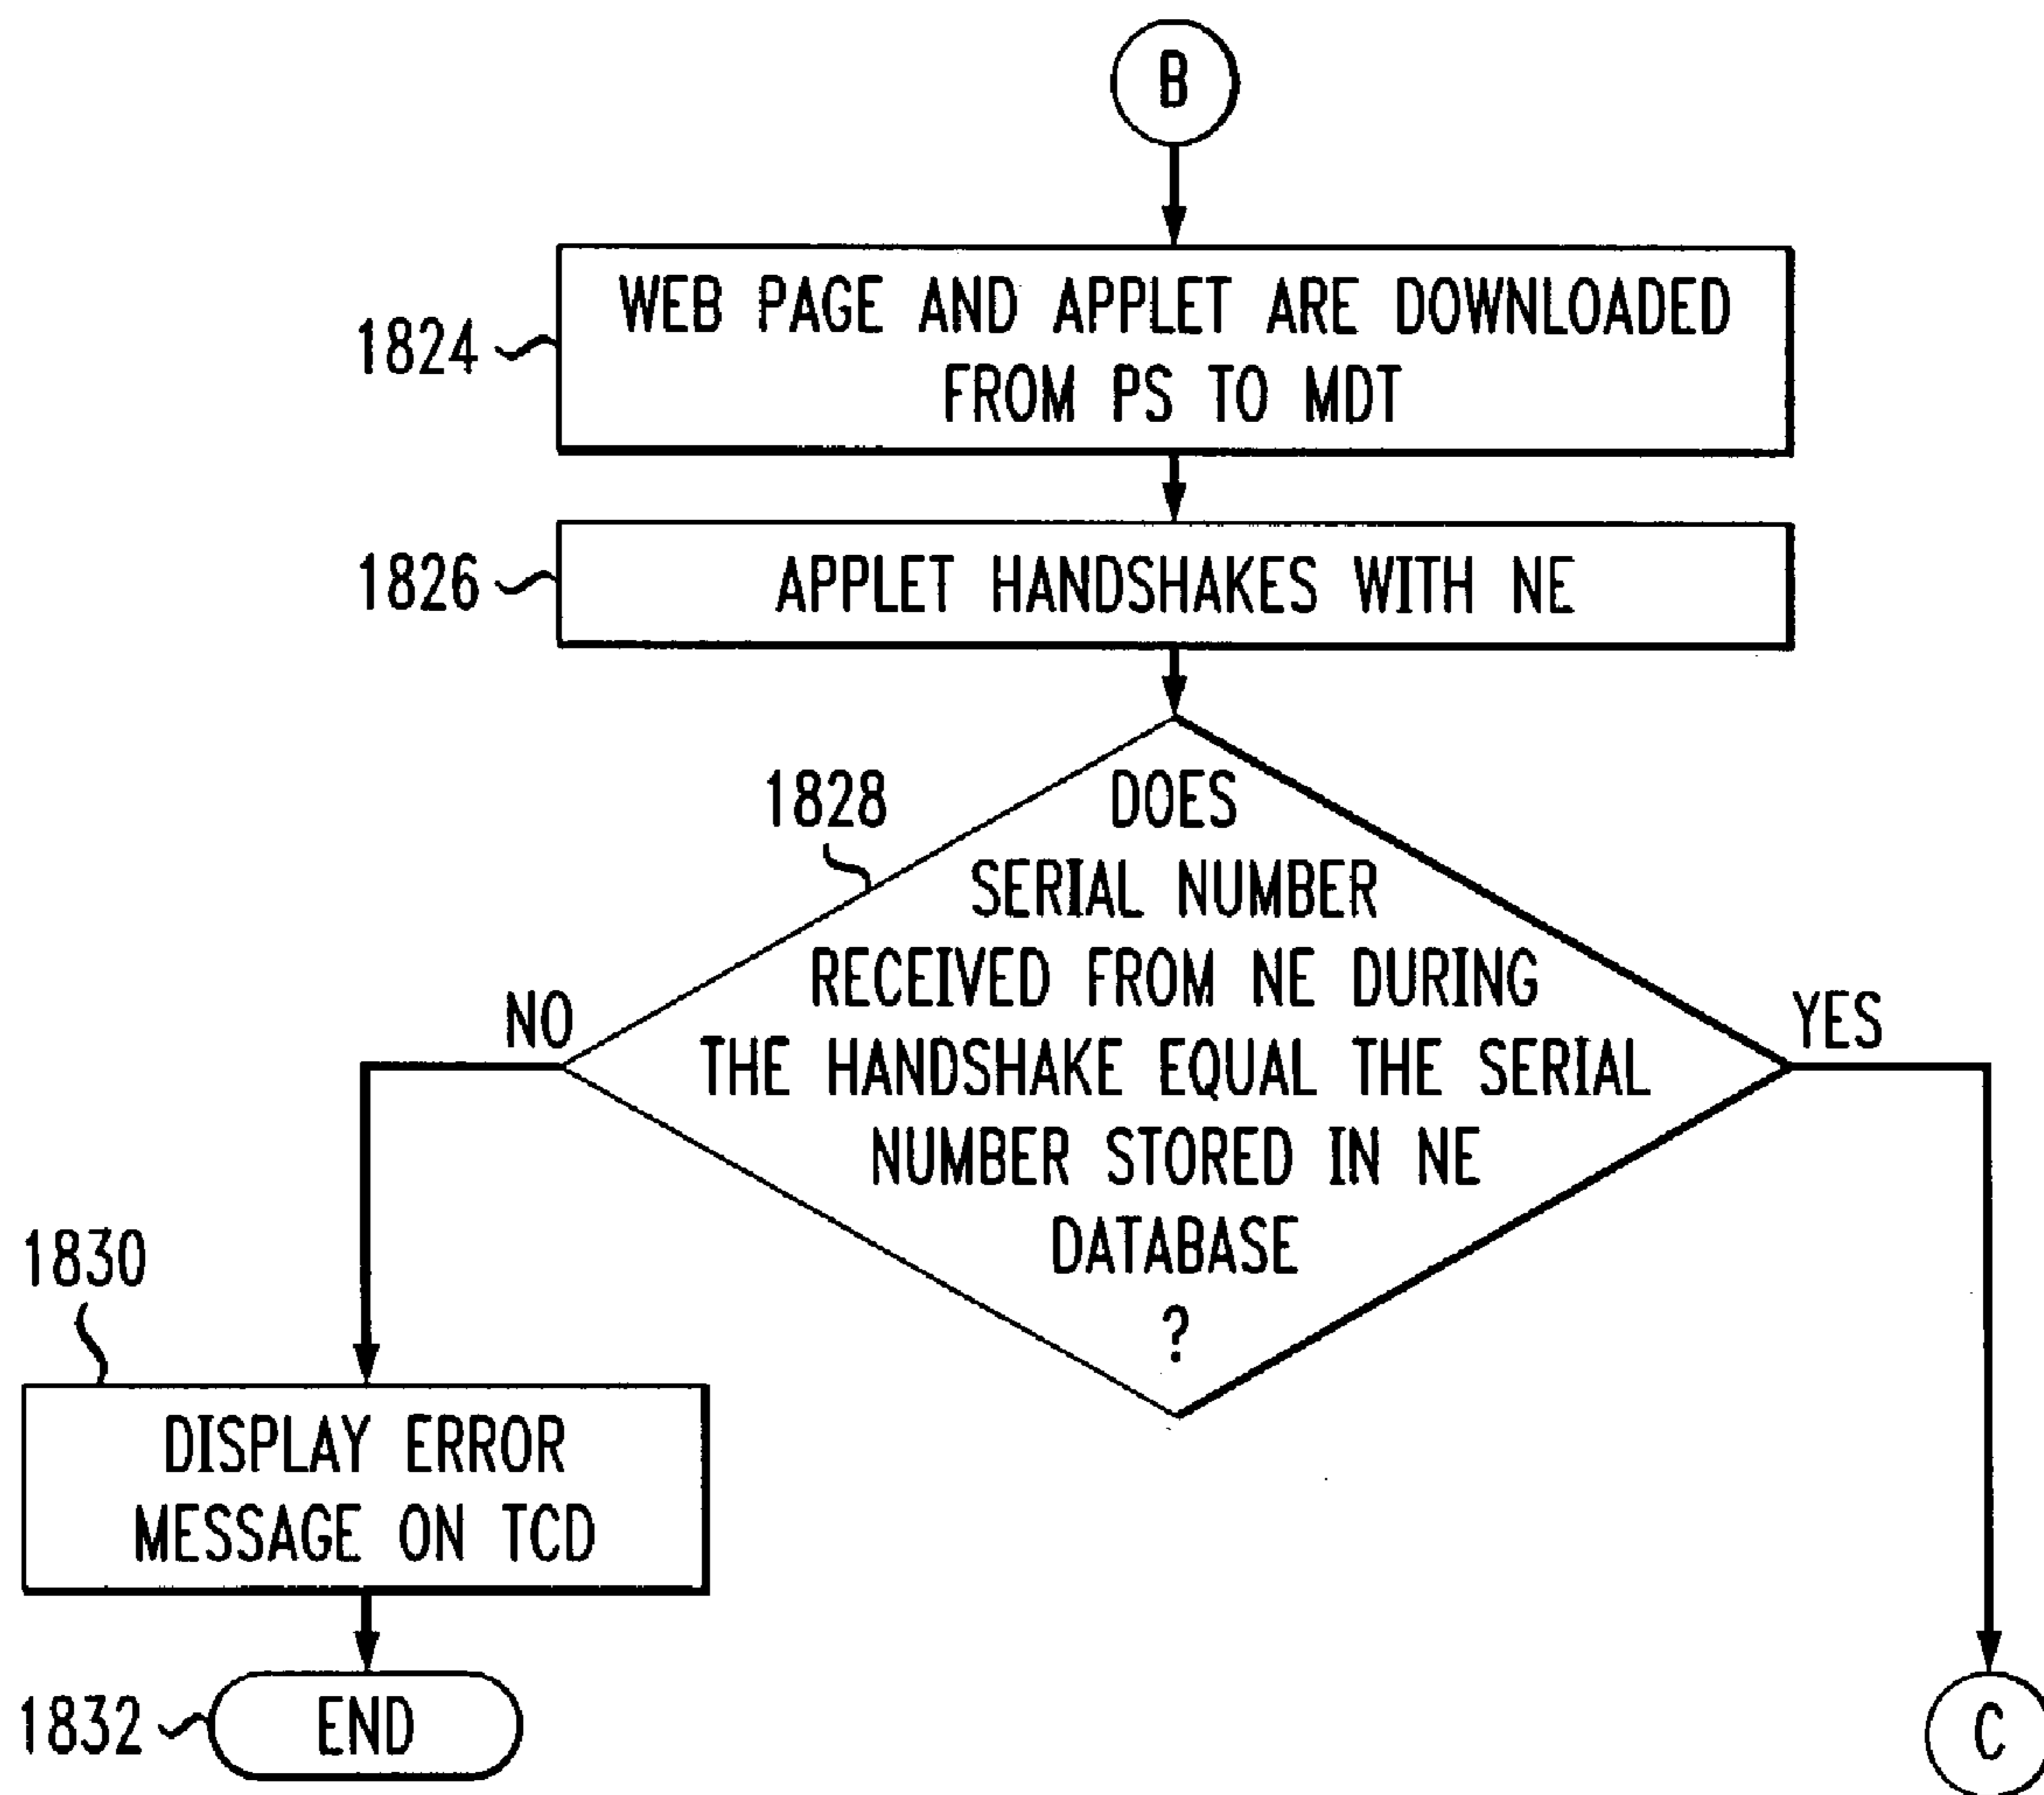 B
WEB PAGE AND APPLET ARE DOWNLOADED
FROM PS TO MDT
1824
APPLET HANDSHAKES WITH NE
1826
1828
DOES
SERIAL NUMBER
RECEIVED FROM NE DURING
THE HANDSHAKE EQUAL THE SERIAL
NUMBER STORED IN NE
DATABASE
?
NO
YES
1830
DISPLAY ERROR
MESSAGE ON TCD
1832
END
C